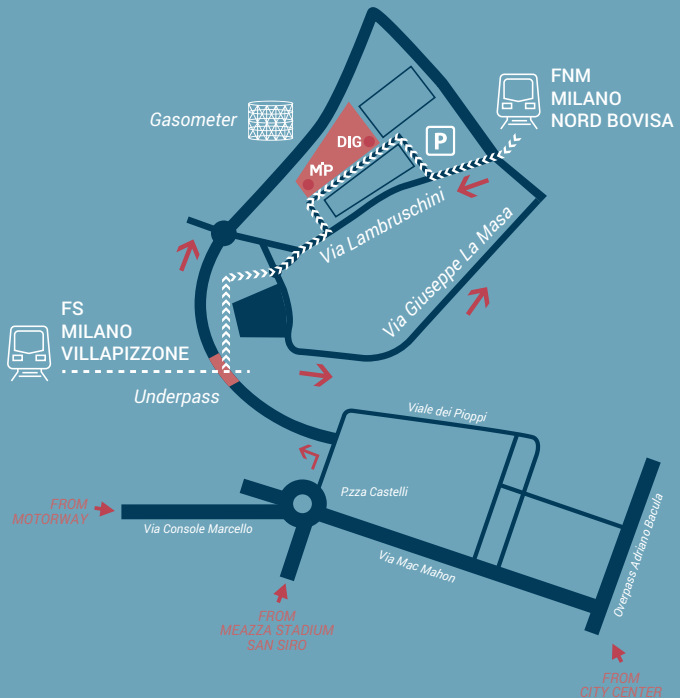 FNM
MILANO
NORD BOVISA
Gasometer
DIG
P
MIP
Via Lambruschini
Via Giuseppe La Masa
FS
MILANO
VILLAPIZZONE
Underpass
Viale dei Pioppi
P.zza Castelli
FROM
MOTORWAY
Via Console Marcello
Via Mac Mahon
Overpass Adriano Bacula
FROM
MEAZZA STADIUM
SAN SIRO
FROM
CITY CENTER